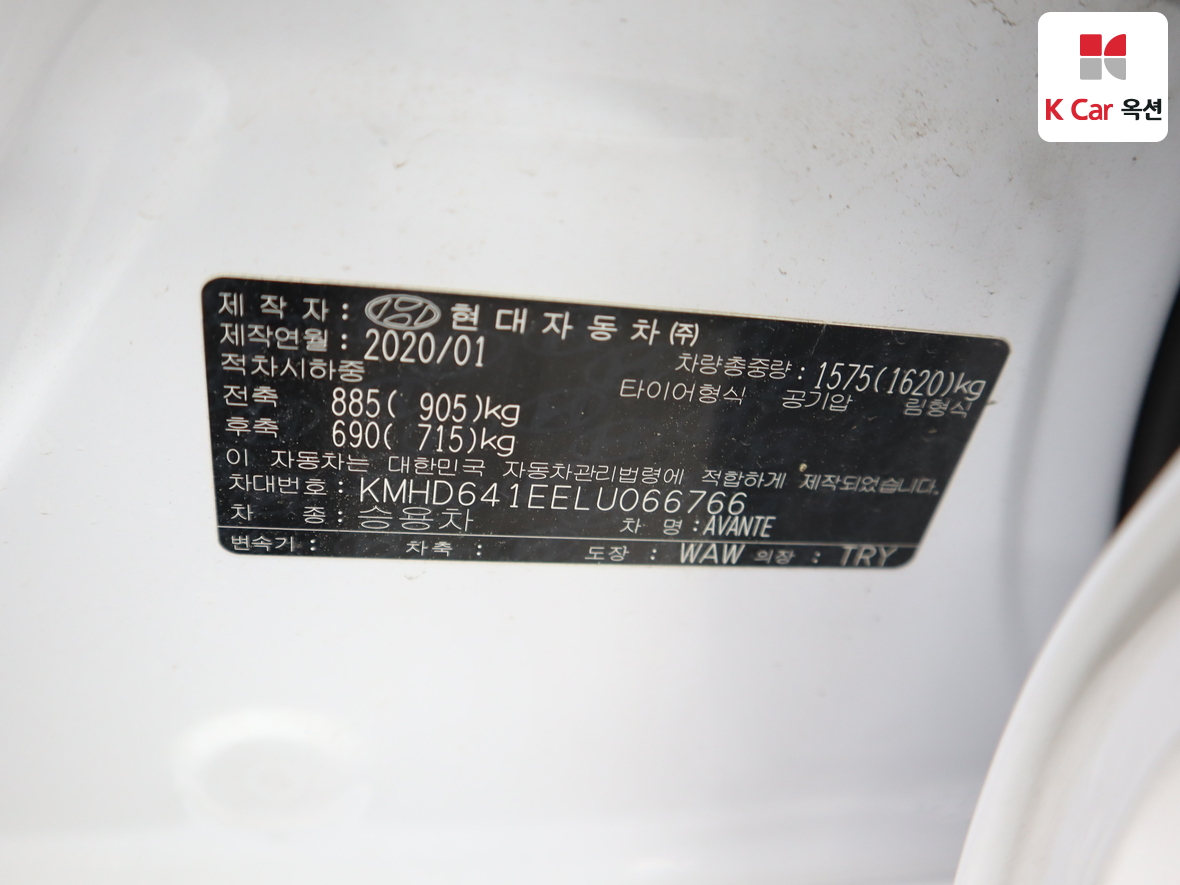 K Car 옥션
제 작 자 : 현 대 자 동 차 ㈜
제작연월 : 2020/01
차량총중량 : 1575(1620)kg
적차시하중
타이어형식 공기압 림형식
전축 885( 905)kg
후축 690( 715)kg
이 자동차는 대한민국 자동차관리법령에 적합하게 제작되었습니다.
차대번호 : KMHD641EELU066766
차 종 : 승용차 차 명 : AVANTE
변속기 : 차축 : 도장 : WAW 의장 : TRY